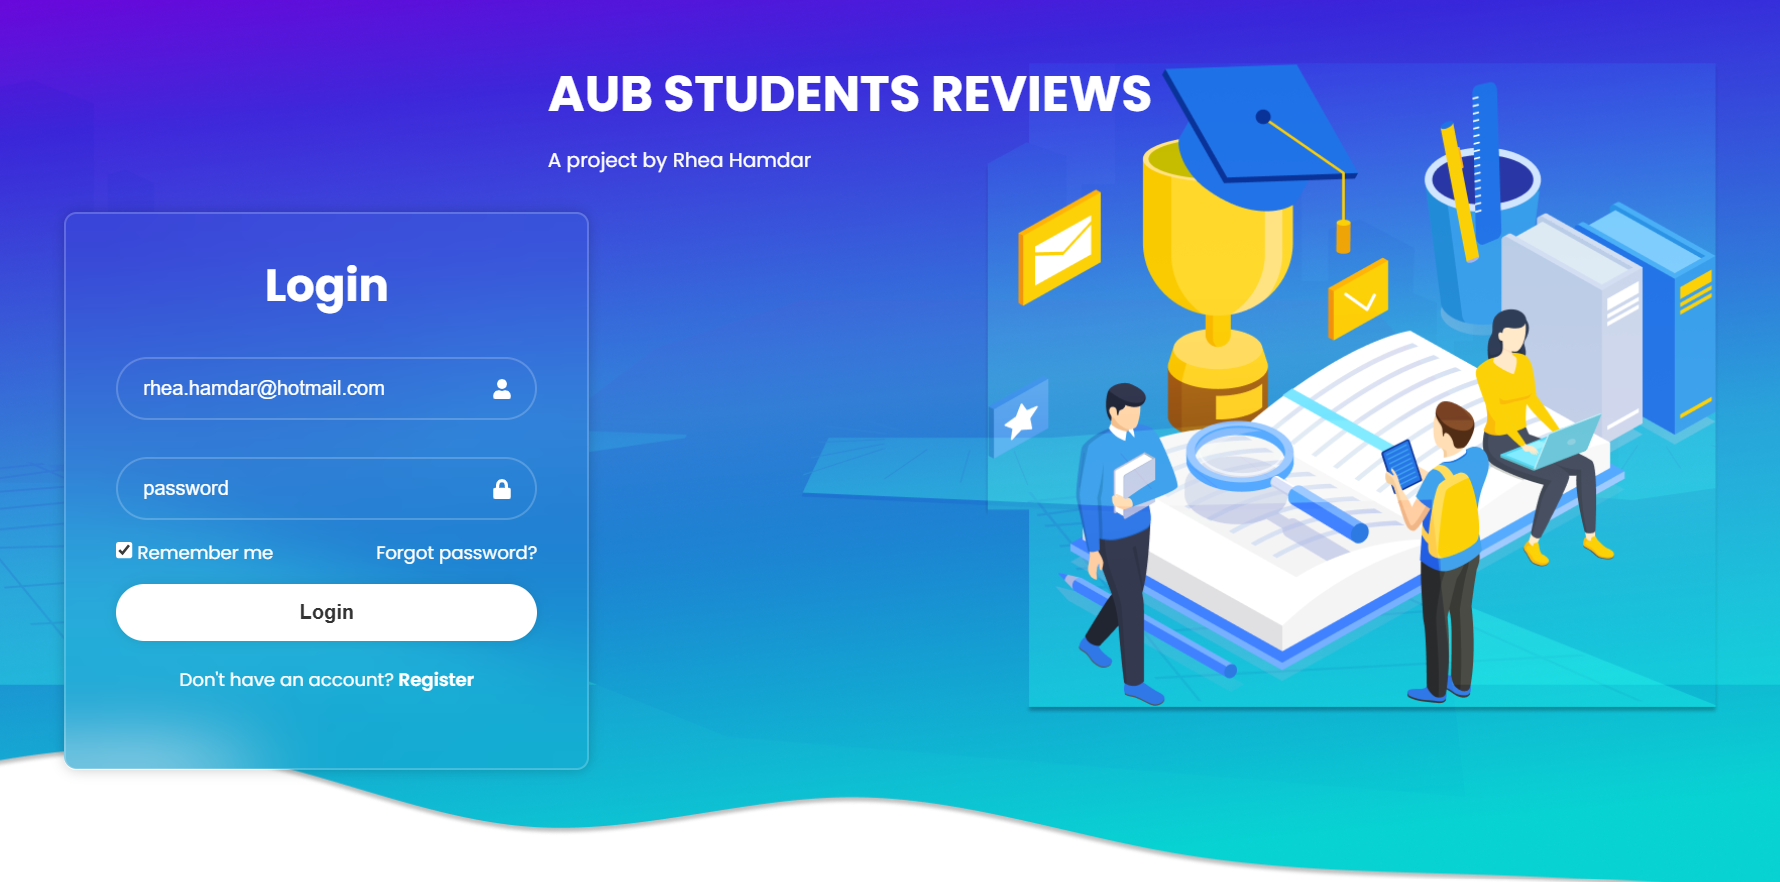 AUB STUDENTS REVIEWS
A project by Rhea Hamdar
Login
rhea.hamdar@hotmail.com
password
Remember me
Forgot password?
Login
Don't have an account? Register